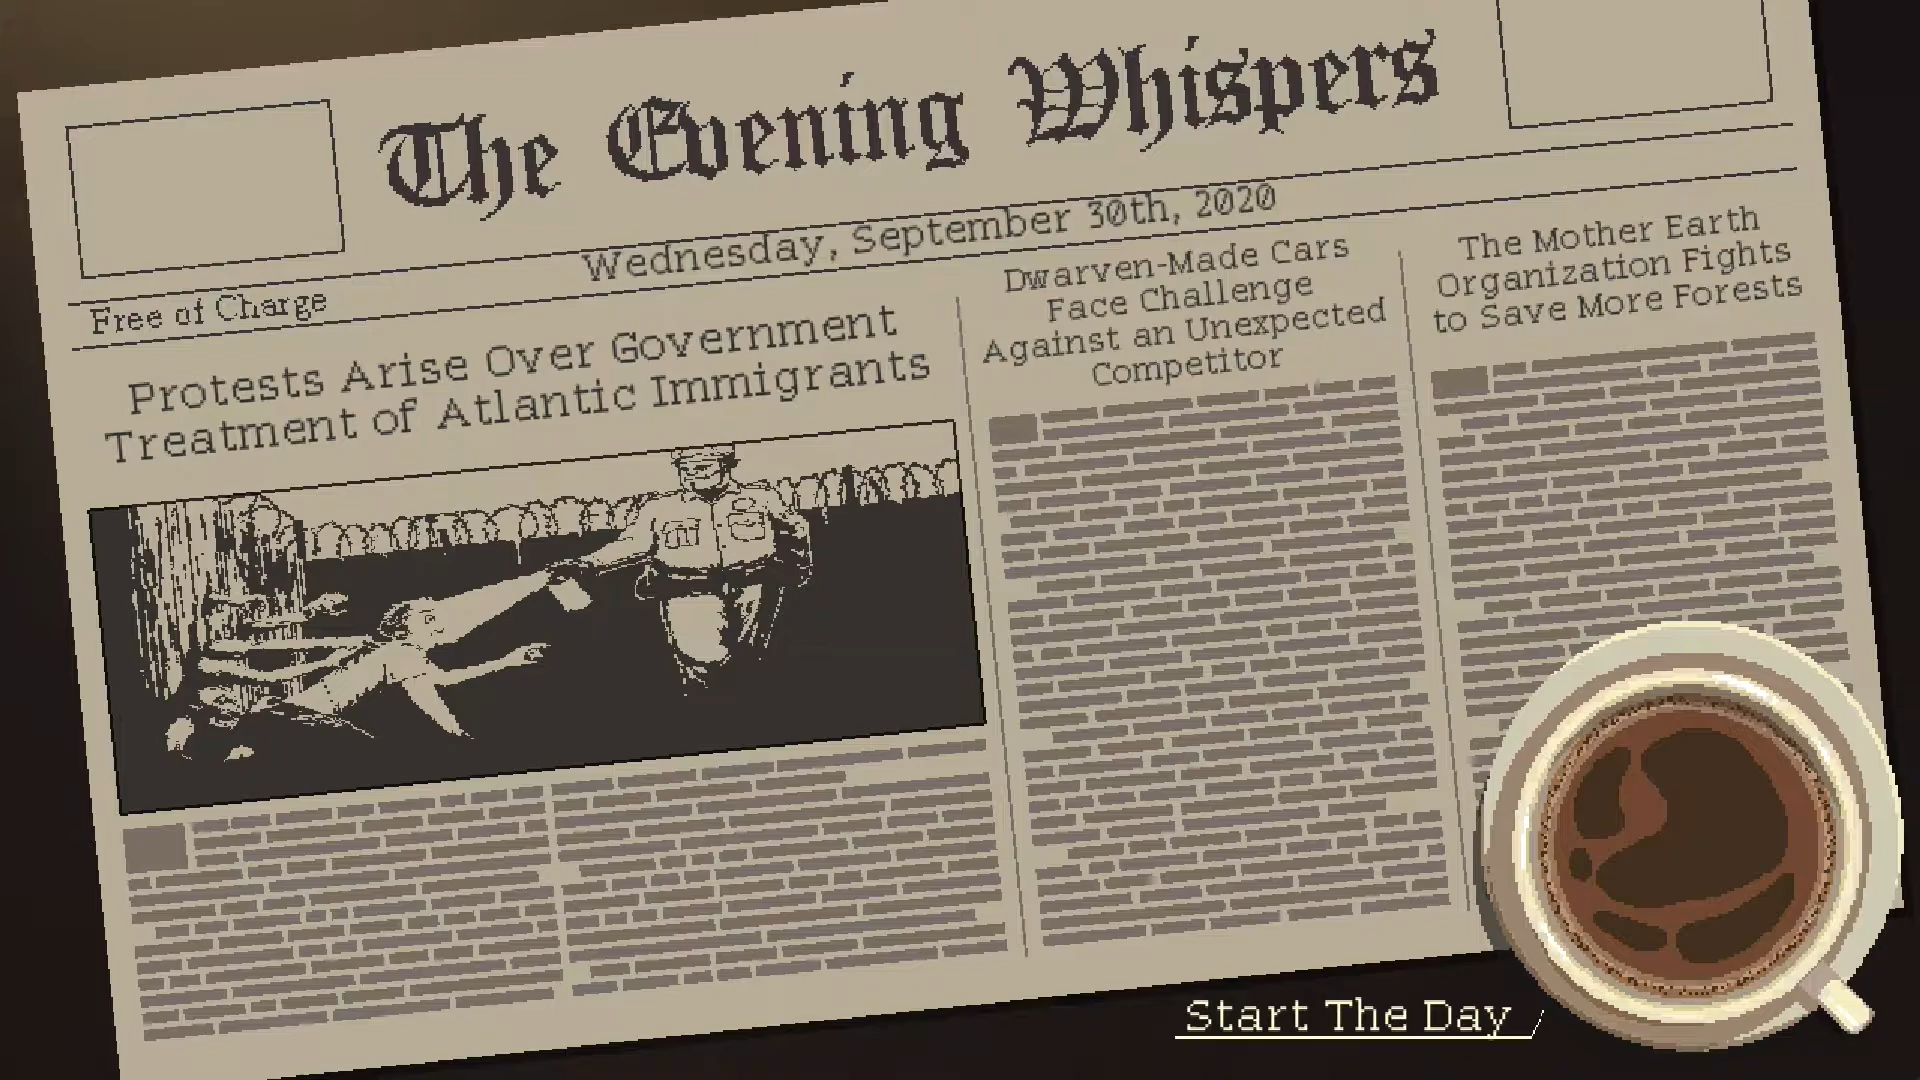 The Evening Whispers
Wednesday, September 30th, 2020
Free of Charge
Protests Arise Over Government
Treatment of Atlantic Immigrants
Dwarven-Made Cars
Face Challenge
Against an Unexpected
Competitor
The Mother Earth
Organization Fights
to Save More Forests
Start The Day